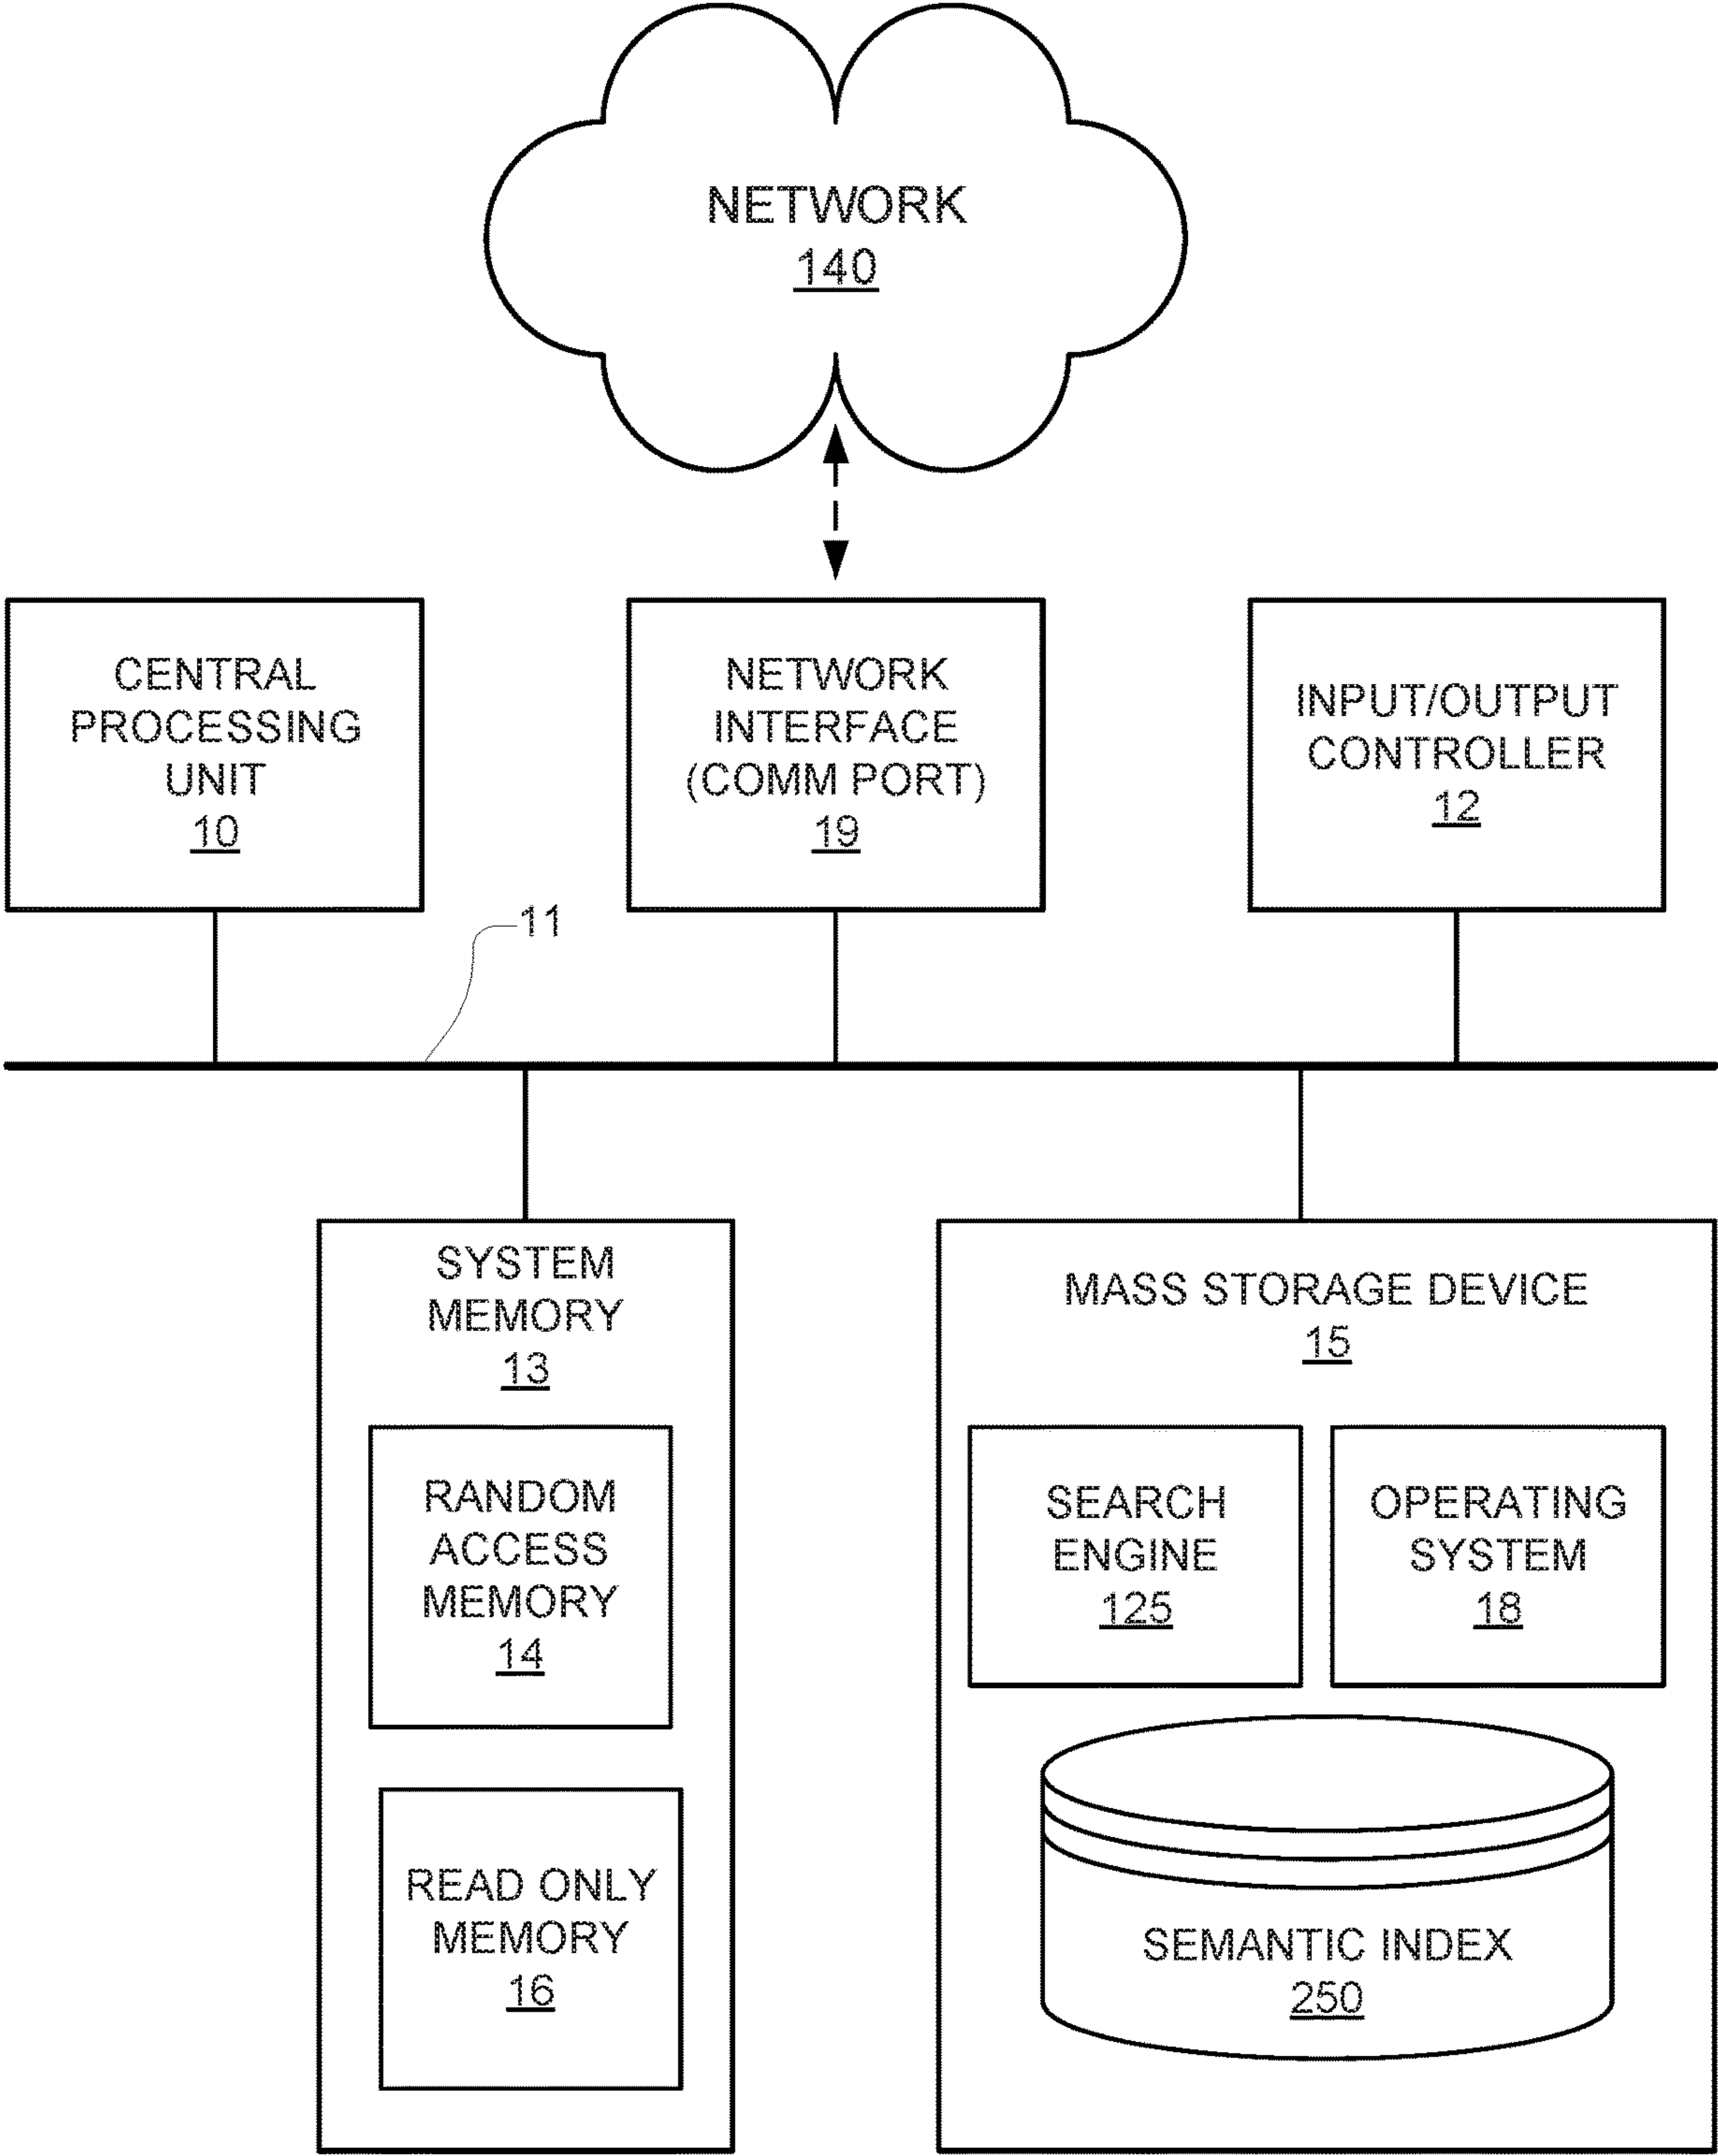 NETWORK
140
CENTRAL
PROCESSING
UNIT
10
NETWORK
INTERFACE
(COMM PORT)
19
INPUT/OUTPUT
CONTROLLER
12
11
SYSTEM
MEMORY
13
RANDOM
ACCESS
MEMORY
14
READ ONLY
MEMORY
16
MASS STORAGE DEVICE
15
SEARCH
ENGINE
125
OPERATING
SYSTEM
18
SEMANTIC INDEX
250